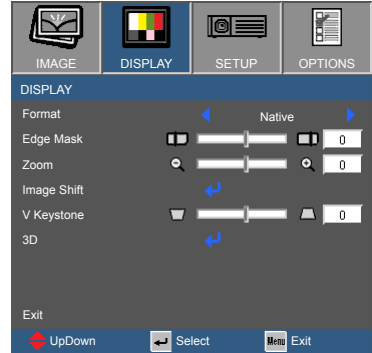 IMAGE DISPLAY SETUP OPTIONS
DISPLAY
Format Native
Edge Mask 0
Zoom 0
Image Shift
V Keystone 0
3D
Exit
UpDown Select Menu Exit